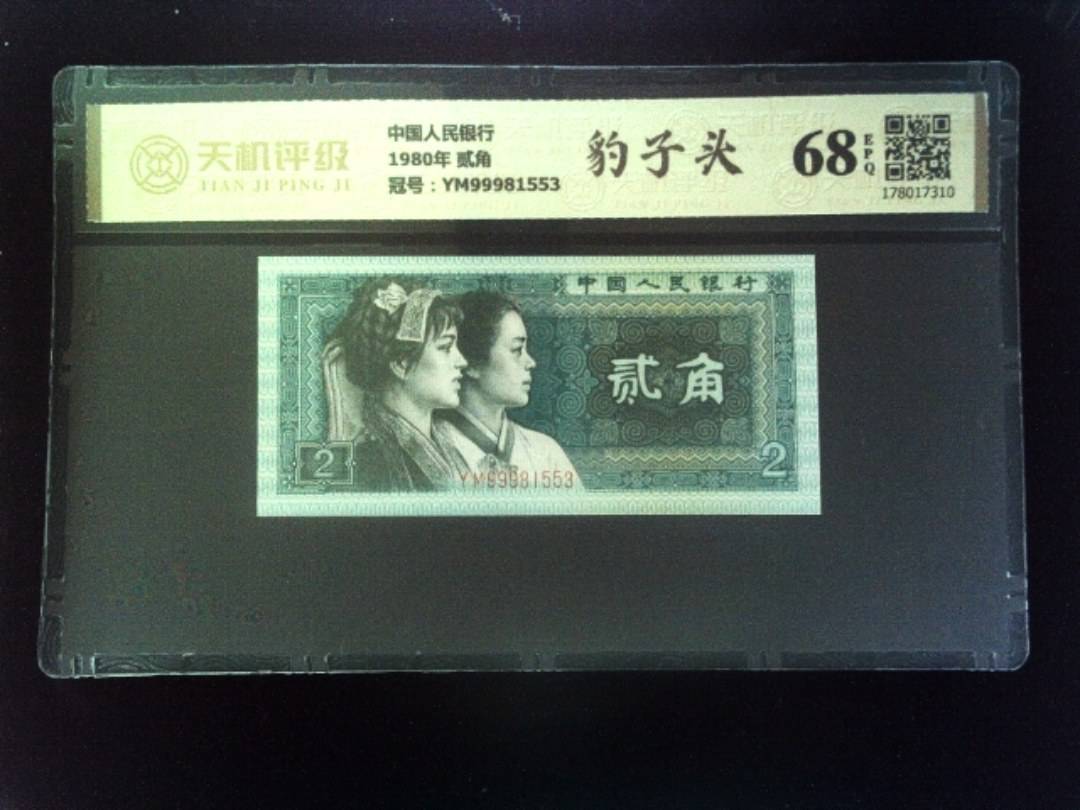 天机评级
TIAN JI PING JI
中国人民银行
1980年 贰角
冠号：YM99981553
豹子头
68
EPQ
178017310
中国人民银行
贰角
2
2
YM99981553